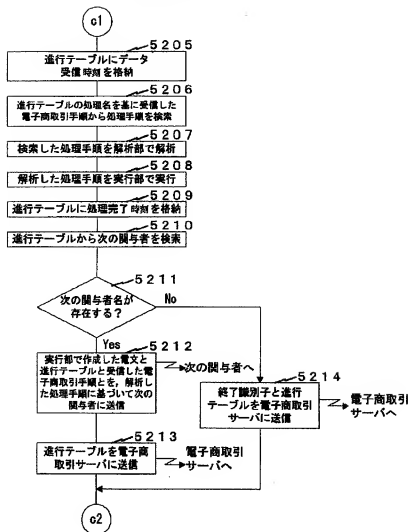 c1
5205
進行テーブルにデータ
受信時刻を格納
5206
進行テーブルの処理名を基に受信した
電子商取引手順から処理手順を検索
5207
検索した処理手順を解析部で解析
5208
解析した処理手順を実行部で実行
5209
進行テーブルに処理完了時刻を格納
5210
進行テーブルから次の関与者を検索
5211
次の関与者名が
存在する?
No
Yes
5212
実行部で作成した電文と
進行テーブルと受信した電
子商取引手順とを,解析し
た処理手順に基づいて次の
関与者に送信
次の関与者へ
5214
終了識別子と進行
テーブルを電子商取引
サーバに送信
電子商取引
サーバへ
5213
進行テーブルを電子商
取引サーバに送信
電子商取引
サーバへ
c2